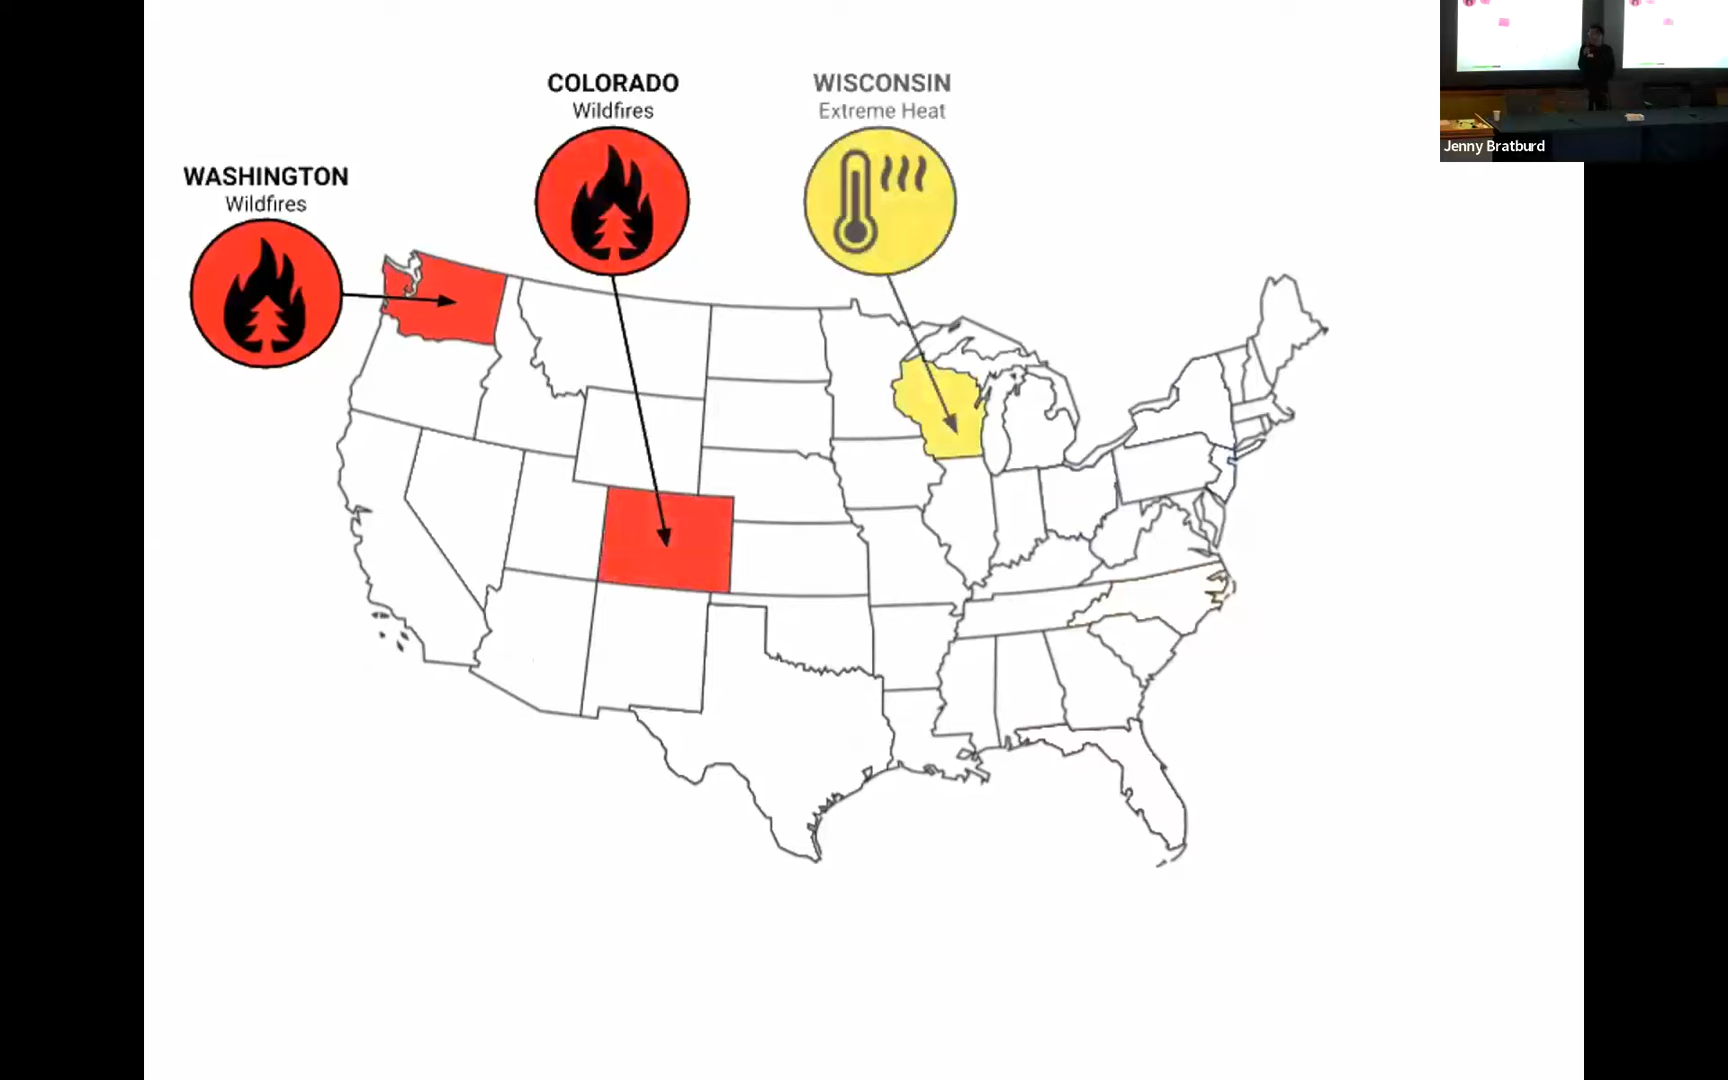 COLORADO
Wildfires
WISCONSIN
Extreme Heat
WASHINGTON
Wildfires
Jenny Bratburd